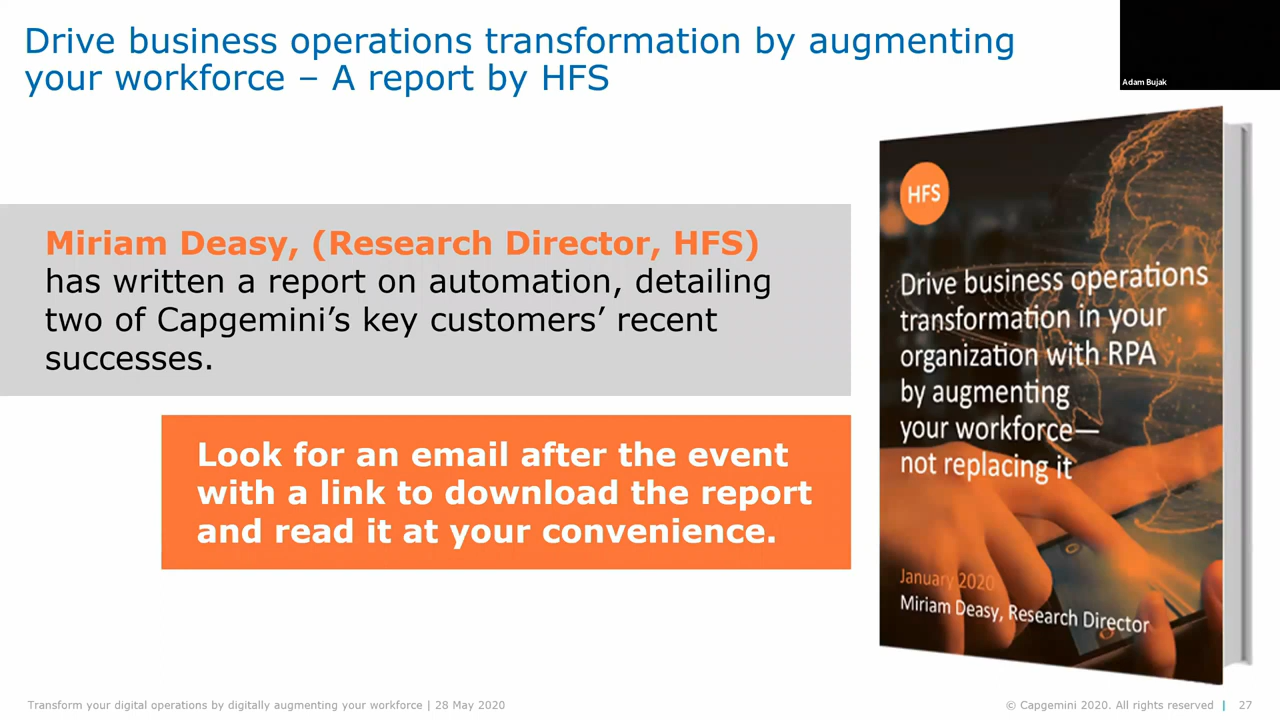 Drive business operations transformation by augmenting
your workforce – A report by HFS
Adam Bujak
Miriam Deasy, (Research Director, HFS)
has written a report on automation, detailing
two of Capgemini’s key customers’ recent
successes.
Look for an email after the event
with a link to download the report
and read it at your convenience.
HFS
Drive business operations
transformation in your
organization with RPA
by augmenting
your workforce—
not replacing it
January 2020
Miriam Deasy, Research Director
Transform your digital operations by digitally augmenting your workforce | 28 May 2020
© Capgemini 2020. All rights reserved | 27